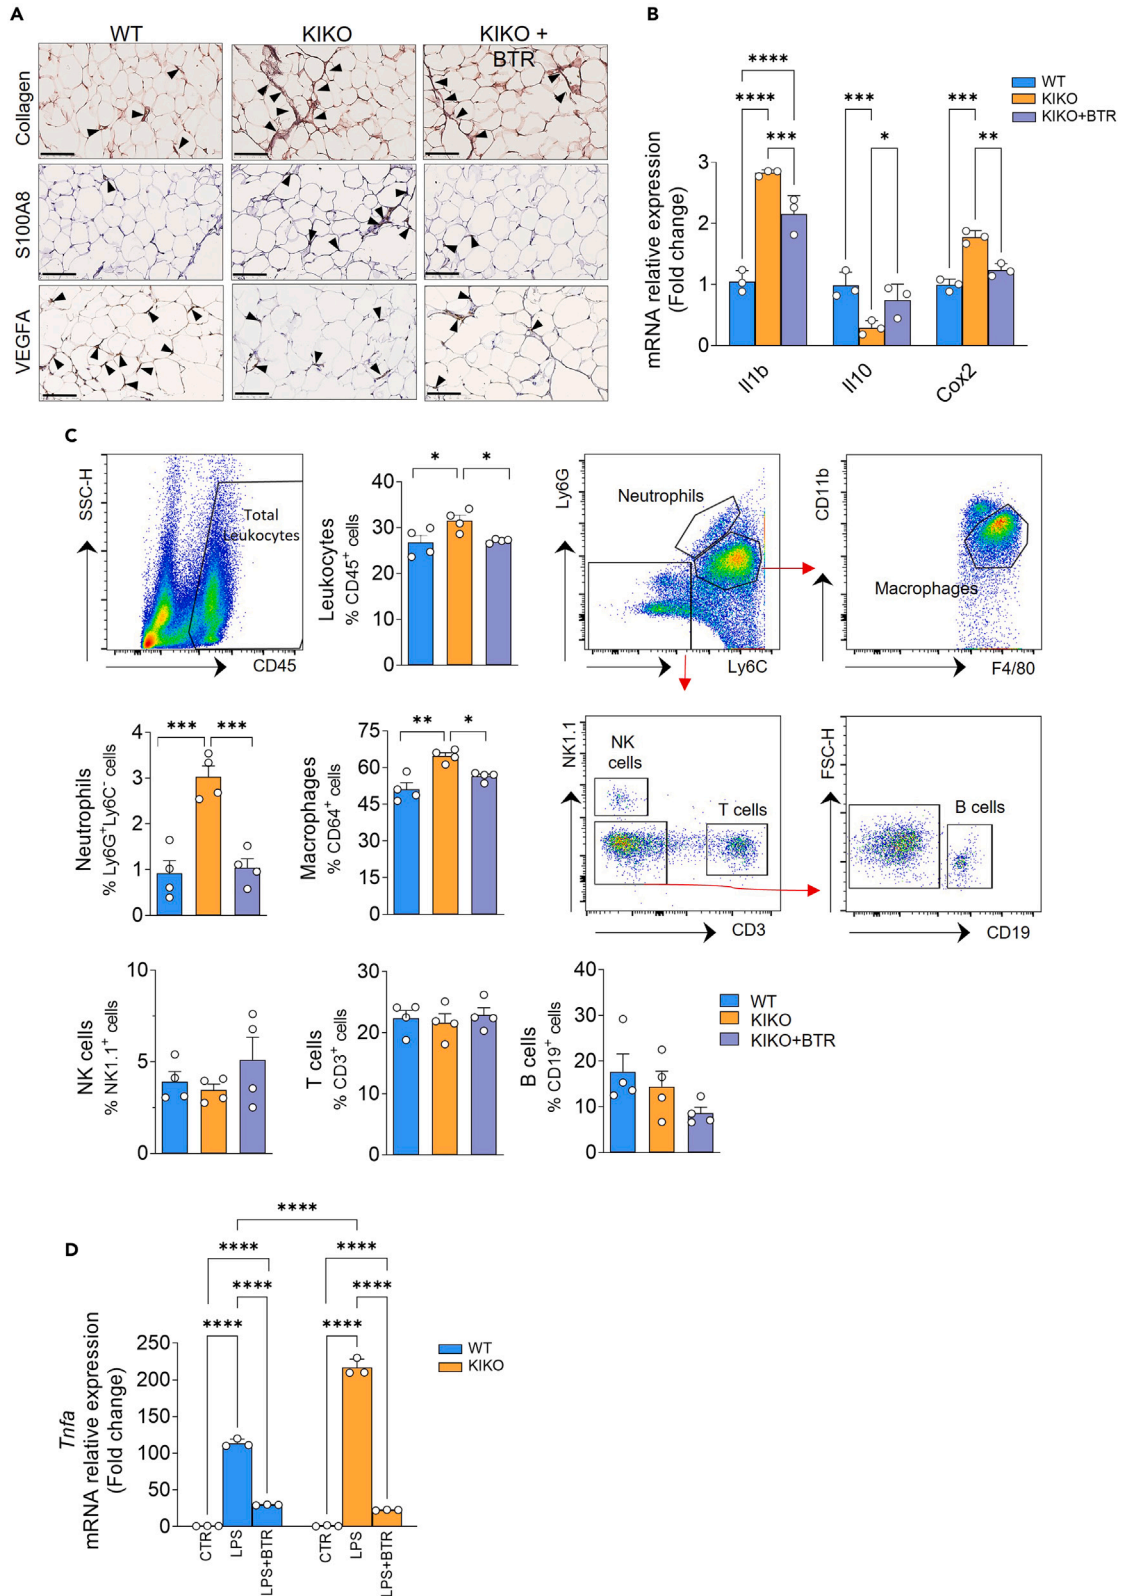 A
WT
KIKO
KIKO +
BTR
Collagen
S100A8
VEGFA
B
**** 
**** *** ***
*** *
*** **
WT
KIKO
KIKO+BTR
mRNA relative expression
(Fold change)
3
2
1
0
Il1b
Il10
Cox2
C
SSC-H
Total
Leukocytes
CD45
Leukocytes
% CD45+ cells
* *
40
30
20
10
0
Ly6G
Neutrophils
Ly6C
CD11b
Macrophages
F4/80
Neutrophils
% Ly6G+Ly6C- cells
*** ***
4
3
2
1
0
Macrophages
% CD64+ cells
** *
75
60
45
30
15
0
NK1.1
NK
cells
T cells
CD3
FSC-H
B cells
CD19
NK cells
% NK1.1+ cells
10
5
0
T cells
% CD3+ cells
30
20
10
0
B cells
% CD19+ cells
40
30
20
10
0
WT
KIKO
KIKO+BTR
D
****
**** ****
**** ****
**** ****
Tnfa
mRNA relative expression
(Fold change)
250
200
150
100
50
0
CTR
LPS
LPS+BTR
CTR
LPS
LPS+BTR
WT
KIKO